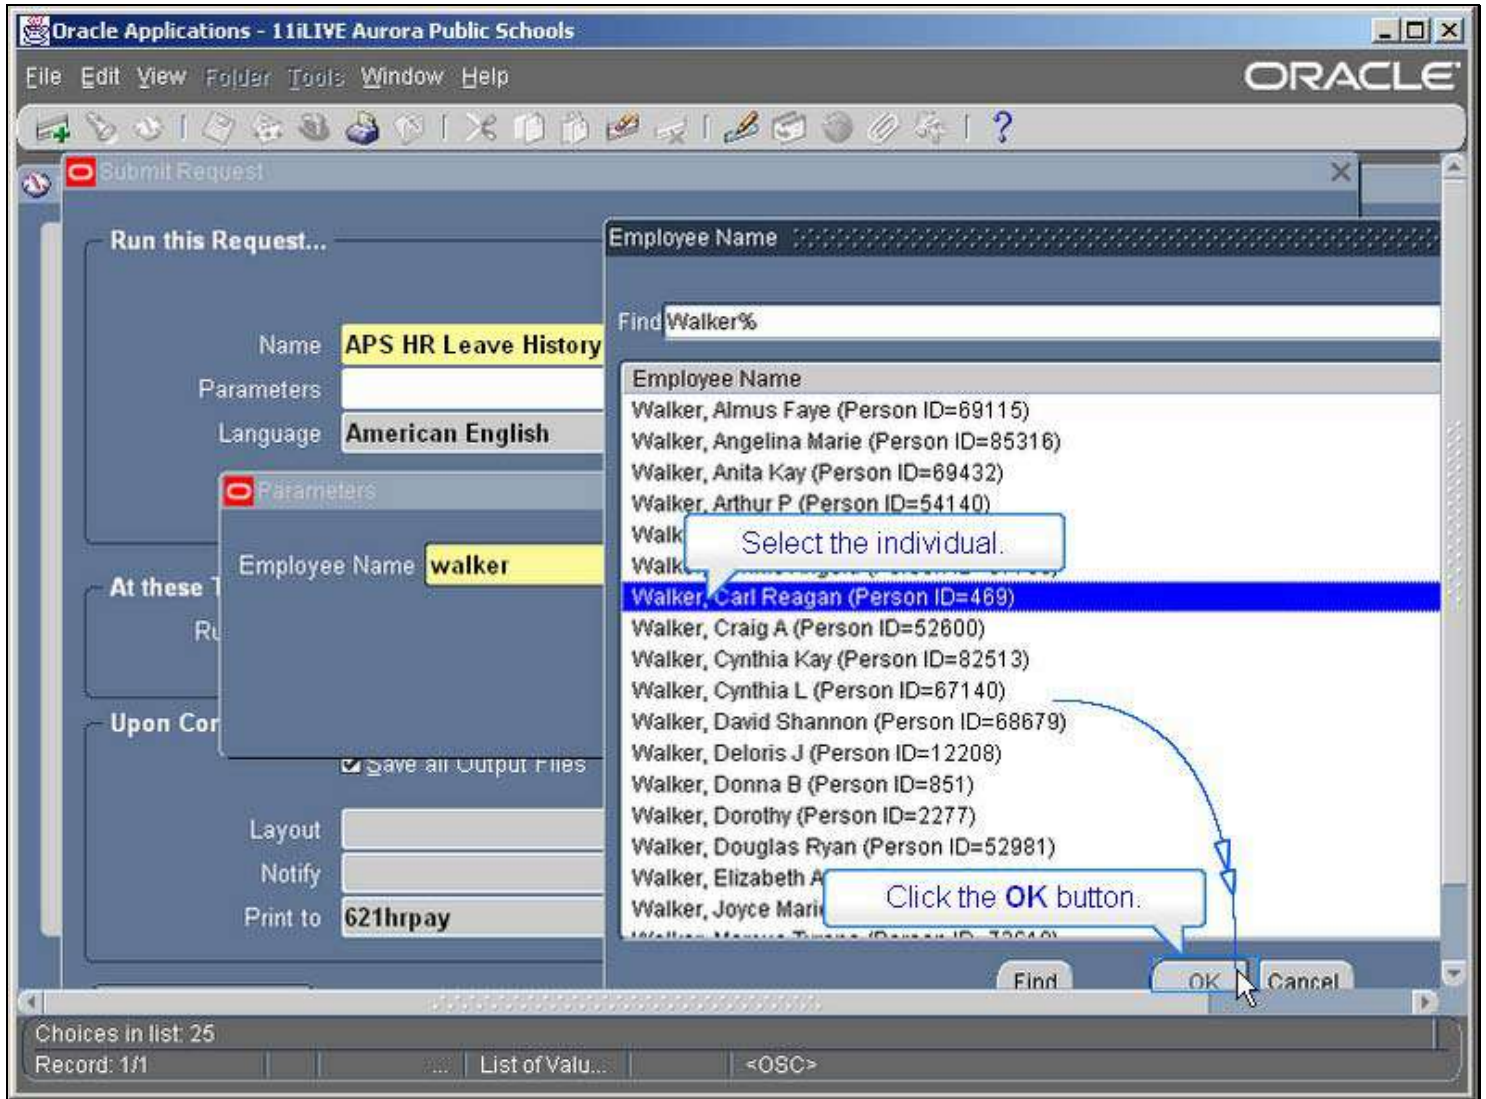 Oracle Applications - 11iLIVE Aurora Public Schools
File Edit View Folder Tools Window Help
ORACLE
Submit Request
Run this Request...
Name APS HR Leave History
Parameters
Language American English
Parameters
Employee Name walker
At these
Upon Cor
Save all Output Files
Layout
Notify
Print to 621hrpay
Employee Name
Find Walker%
Employee Name
Walker, Almus Faye (Person ID=69115)
Walker, Angelina Marie (Person ID=85316)
Walker, Anita Kay (Person ID=69432)
Walker, Arthur P (Person ID=54140)
Walk
Select the individual.
Walk
Walker, Carl Reagan (Person ID=469)
Walker, Craig A (Person ID=52600)
Walker, Cynthia Kay (Person ID=82513)
Walker, Cynthia L (Person ID=67140)
Walker, David Shannon (Person ID=68679)
Walker, Deloris J (Person ID=12208)
Walker, Donna B (Person ID=851)
Walker, Dorothy (Person ID=2277)
Walker, Douglas Ryan (Person ID=52981)
Walker, Elizabeth A
Click the OK button.
Walker, Joyce Mari
Find OK Cancel
Choices in list: 25
Record: 1/1 ... List of Valu... <OSC>